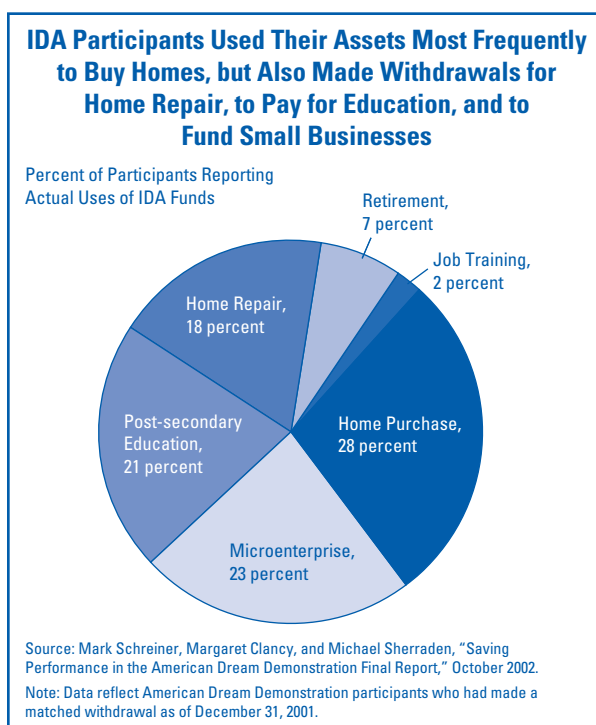 IDA Participants Used Their Assets Most Frequently
to Buy Homes, but Also Made Withdrawals for
Home Repair, to Pay for Education, and to
Fund Small Businesses
Percent of Participants Reporting
Actual Uses of IDA Funds
Retirement,
7 percent
Job Training,
2 percent
Home Repair,
18 percent
Home Purchase,
28 percent
Post-secondary
Education,
21 percent
Microenterprise,
23 percent
Source: Mark Schreiner, Margaret Clancy, and Michael Sherraden, “Saving
Performance in the American Dream Demonstration Final Report,” October 2002.
Note: Data reflect American Dream Demonstration participants who had made a
matched withdrawal as of December 31, 2001.